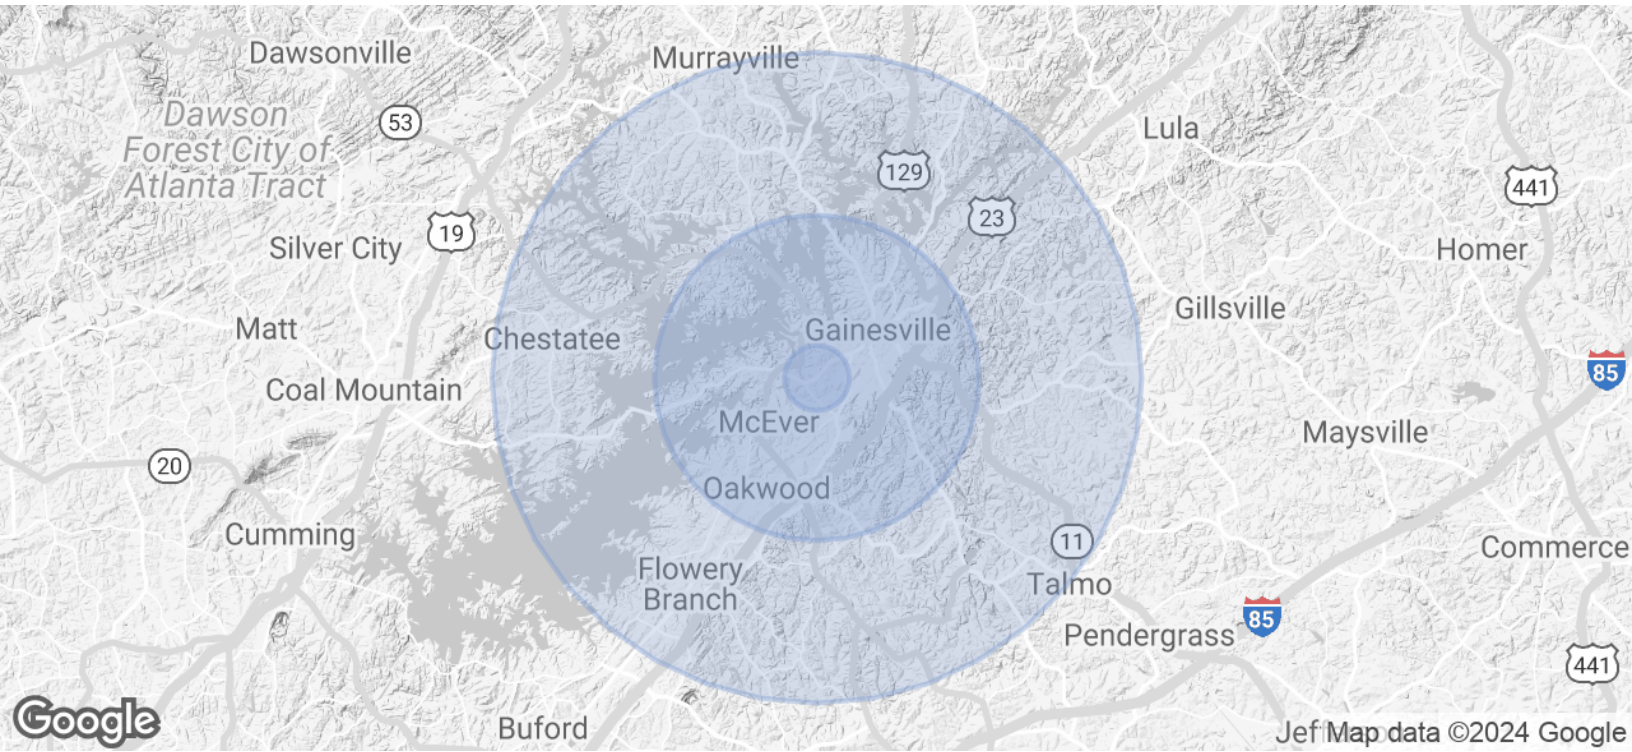 Dawsonville
Murrayville
Dawson
Forest City of
Atlanta Tract
53
Lula
129
441
19
23
Silver City
Homer
Gillsville
Matt
Chestatee
Gainesville
85
Coal Mountain
McEver
Maysville
20
Oakwood
Cumming
11
Commerce
Flowery
Branch
Talmo
85
Pendergrass
441
Google
Buford
Map data ©2024 Google